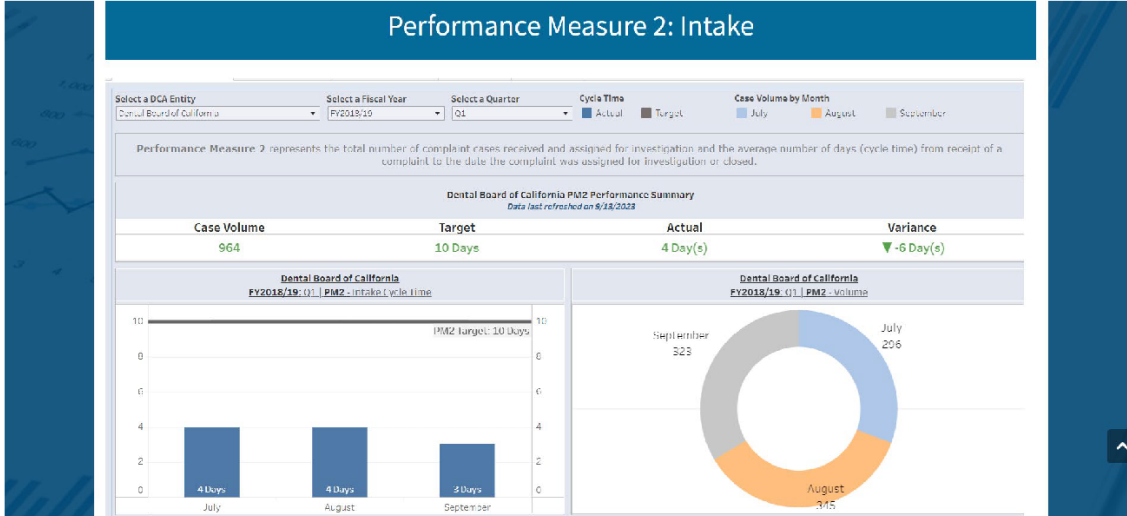 Performance Measure 2: Intake
Select a DCA Entity
Select a Fiscal Year
Select a Quarter
Cycle Time
Case Volume by Month
Dental Board of California
FY2018/19
Q1
Actual
Target
July
August
September
Performance Measure 2 represents the total number of complaint cases received and assigned for investigation and the average number of days (cycle time) from receipt of a
complaint to the date the complaint was assigned for investigation or closed.
Dental Board of California PM2 Performance Summary
Data last refreshed on 9/13/2023
Case Volume
Target
Actual
Variance
964
10 Days
4 Day(s)
▼ -6 Day(s)
Dental Board of California
FY2018/19: Q1 | PM2 - Intake Cycle Time
10
8
6
4
2
0
PM2 Target: 10 Days
10
8
6
4
2
0
4 Days
4 Days
3 Days
July
August
September
Dental Board of California
FY2018/19: Q1 | PM2 - Volume
September
323
July
296
August
345